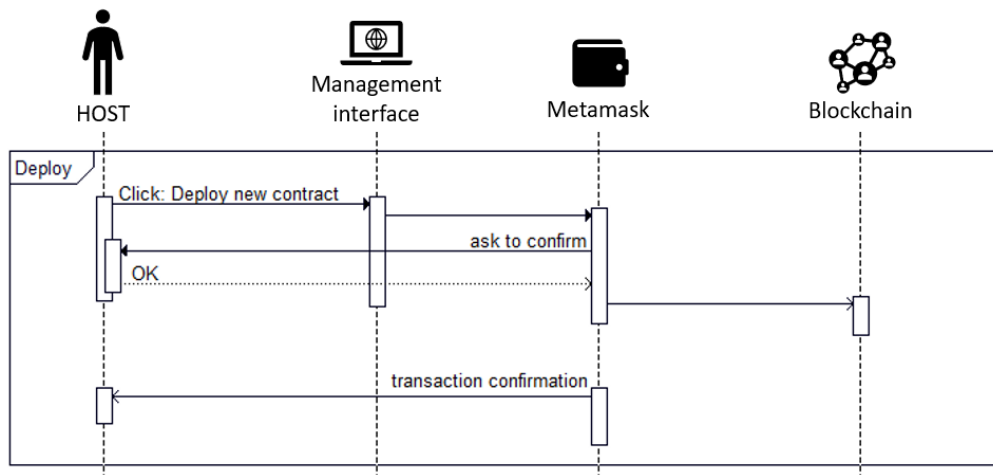 HOST
Management
interface
Metamask
Blockchain
Deploy
Click: Deploy new contract
ask to confirm
OK
transaction confirmation